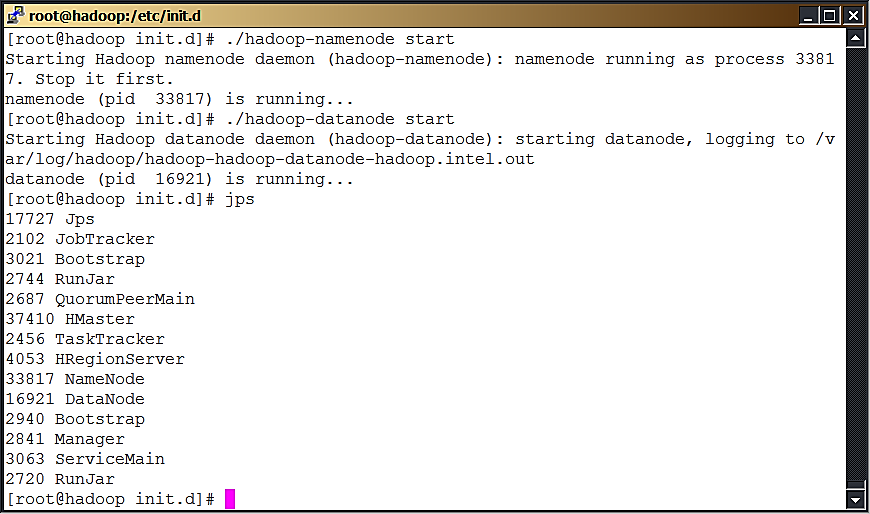 root@hadoop:/etc/init.d
[root@hadoop init.d]# ./hadoop-namenode start
Starting Hadoop namenode daemon (hadoop-namenode): namenode running as process 3381
7. Stop it first.
namenode (pid  33817) is running...
[root@hadoop init.d]# ./hadoop-datanode start
Starting Hadoop datanode daemon (hadoop-datanode): starting datanode, logging to /v
ar/log/hadoop/hadoop-hadoop-datanode-hadoop.intel.out
datanode (pid  16921) is running...
[root@hadoop init.d]# jps
17727 Jps
2102 JobTracker
3021 Bootstrap
2744 RunJar
2687 QuorumPeerMain
37410 HMaster
2456 TaskTracker
4053 HRegionServer
33817 NameNode
16921 DataNode
2940 Bootstrap
2841 Manager
3063 ServiceMain
2720 RunJar
[root@hadoop init.d]#